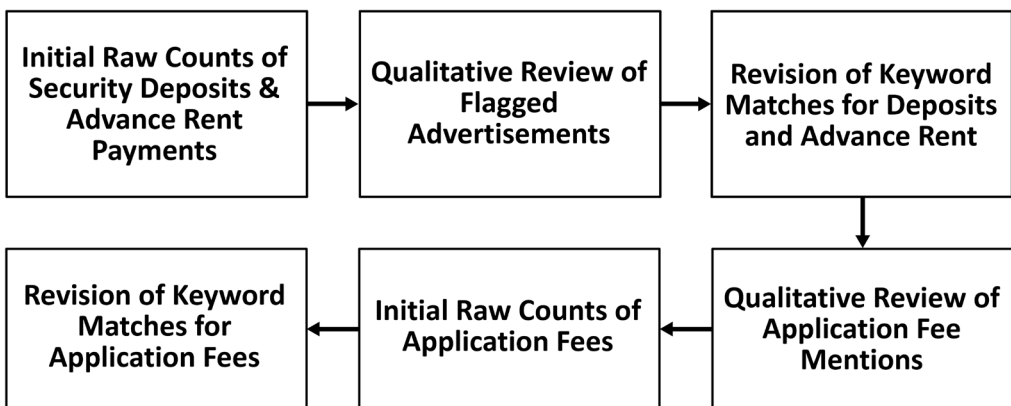 Initial Raw Counts of
Security Deposits &
Advance Rent
Payments
Qualitative Review of
Flagged
Advertisements
Revision of Keyword
Matches for Deposits
and Advance Rent
Qualitative Review of
Application Fee
Mentions
Initial Raw Counts of
Application Fees
Revision of Keyword
Matches for
Application Fees